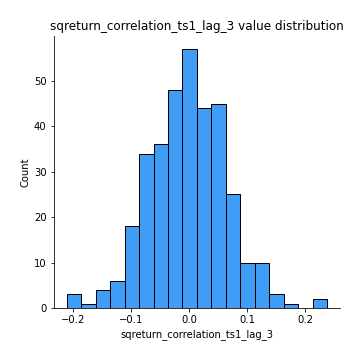 sqreturn_correlation_ts1_lag_3 value distribution
50
40
30
20
10
0
Count
−0.2 −0.1 0.0 0.1 0.2
sqreturn_correlation_ts1_lag_3